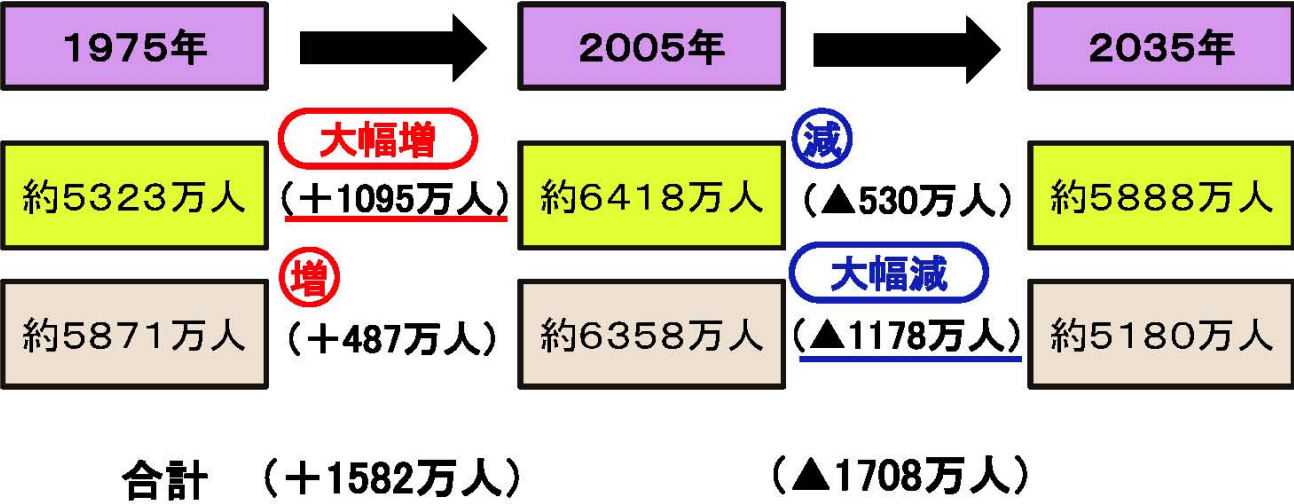 1975年 2005年 2035年
大幅増 減
約5323万人 (＋1095万人) 約6418万人 (▲530万人) 約5888万人
増 大幅減
約5871万人 (＋487万人) 約6358万人 (▲1178万人) 約5180万人
合計 (＋1582万人) (▲1708万人)